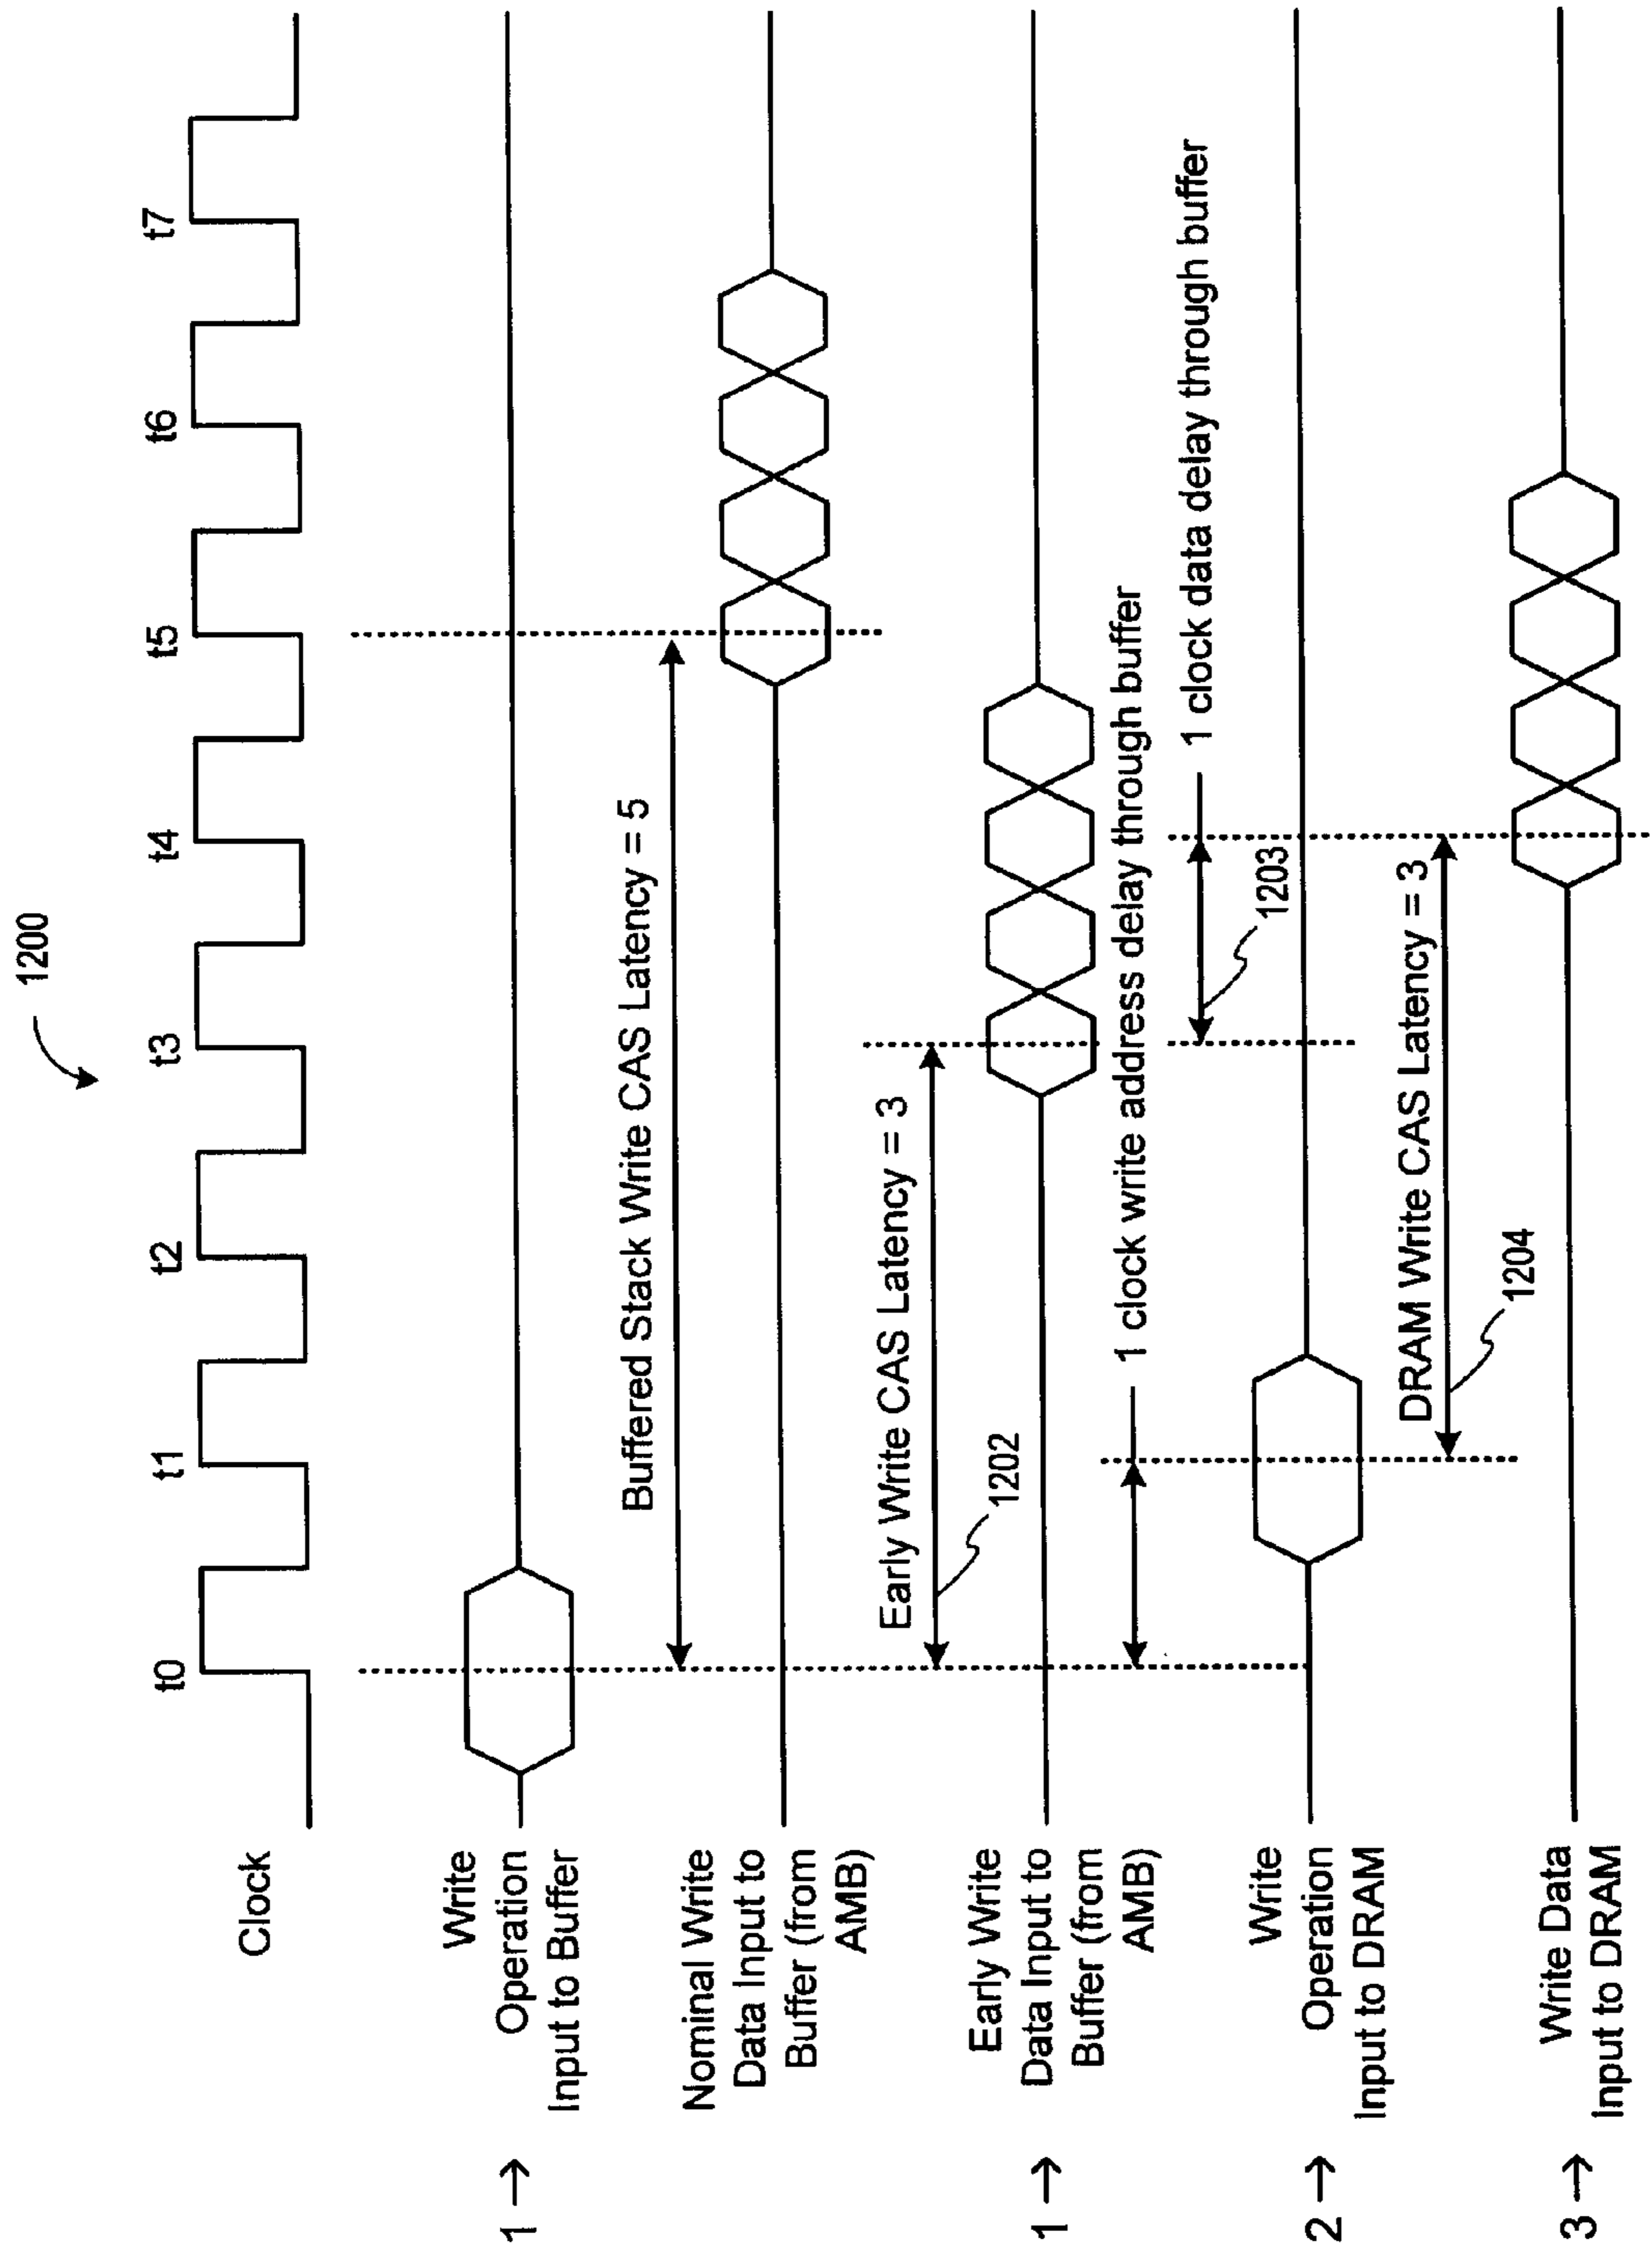 1200
t0 t1 t2 t3 t4 t5 t6 t7
Clock
1 → Write
Operation
Input to Buffer
Buffered Stack Write CAS Latency = 5
Nominal Write
Data Input to
Buffer (from
AMB)
Early Write CAS Latency = 3
1202
1 → Early Write
Data Input to
Buffer (from
AMB)
1 clock write address delay through buffer
1 clock data delay through buffer
1203
2 → Write
Operation
Input to DRAM
DRAM Write CAS Latency = 3
1204
3 → Write Data
Input to DRAM